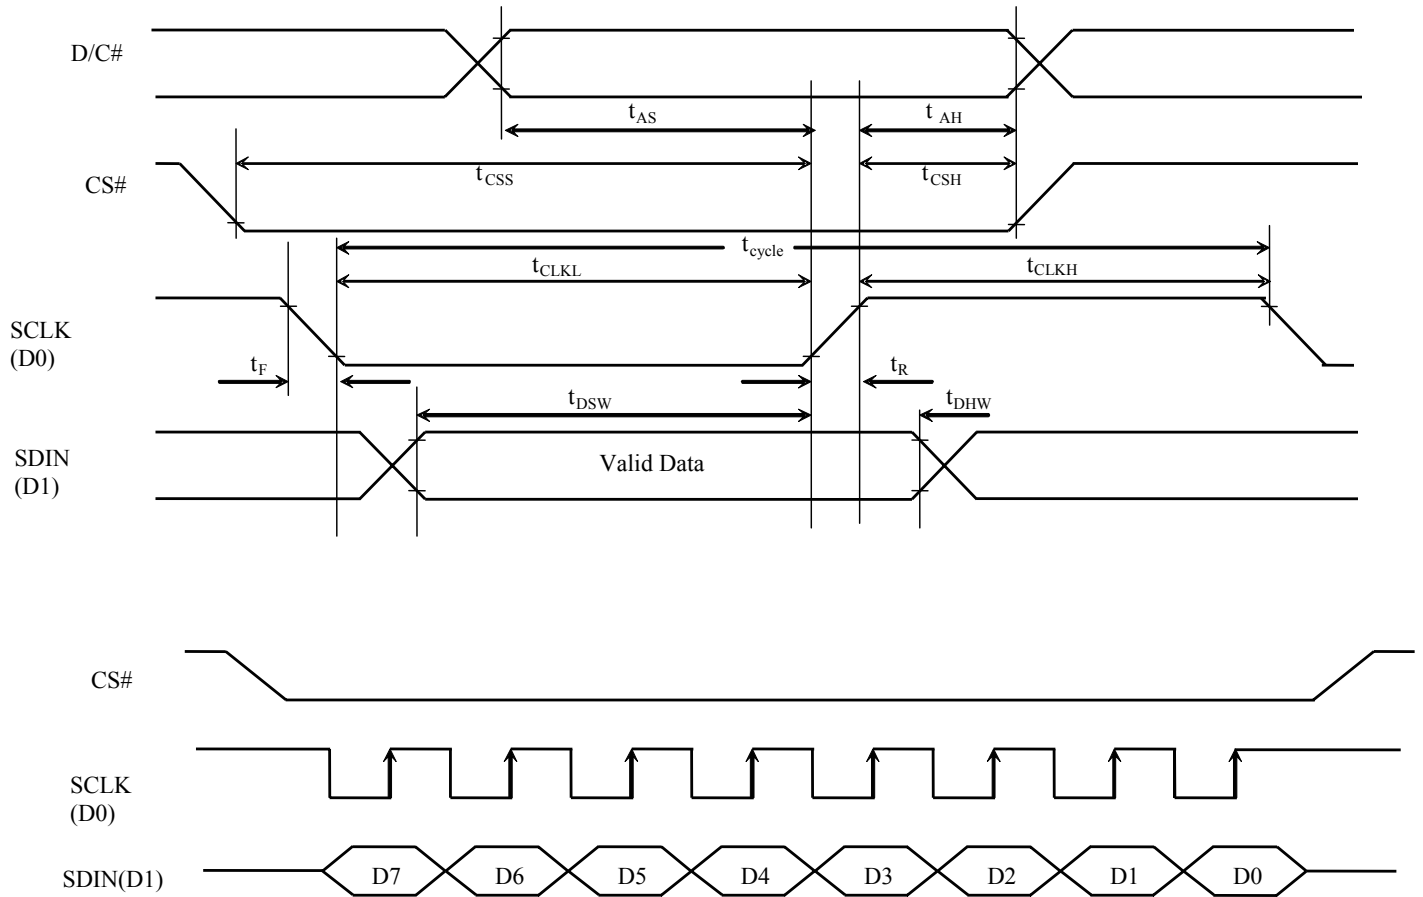 D/C#
tAS
t AH
CS#
tCSS
tCSH
tcycle
tCLKL
tCLKH
SCLK
(D0)
tF
tR
tDSW
tDHW
SDIN
(D1)
Valid Data
CS#
SCLK
(D0)
SDIN(D1)
D7 D6 D5 D4 D3 D2 D1 D0